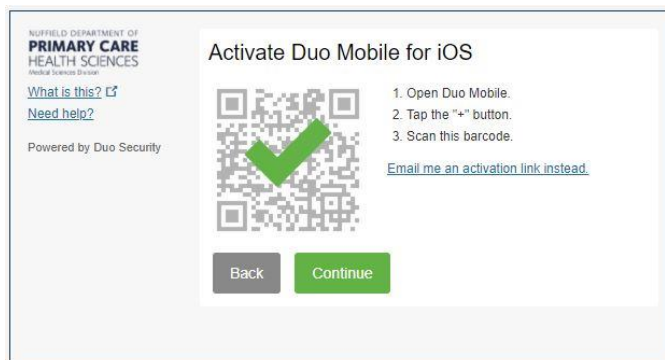 NUFFIELD DEPARTMENT OF
PRIMARY CARE
HEALTH SCIENCES
Medical Sciences Division
What is this?
Need help?
Powered by Duo Security
Activate Duo Mobile for iOS
1. Open Duo Mobile.
2. Tap the "+" button.
3. Scan this barcode.
Email me an activation link instead.
Back
Continue